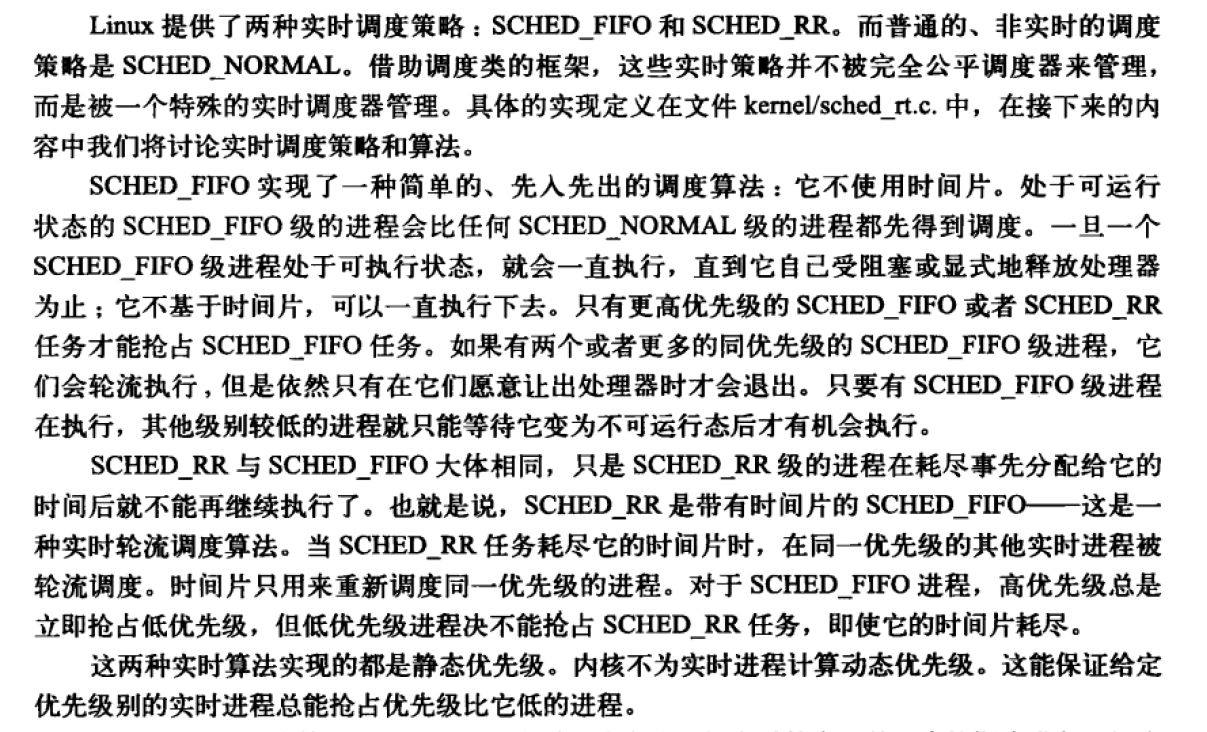 Linux 提供了两种实时调度策略：SCHED_FIFO 和 SCHED_RR。而普通的、非实时的调度
策略是 SCHED_NORMAL。借助调度类的框架，这些实时策略并不被完全公平调度器来管理，
而是被一个特殊的实时调度器管理。具体的实现定义在文件 kernel/sched_rt.c. 中，在接下来的内
容中我们将讨论实时调度策略和算法。
SCHED_FIFO 实现了一种简单的、先入先出的调度算法：它不使用时间片。处于可运行
状态的 SCHED_FIFO 级的进程会比任何 SCHED_NORMAL 级的进程都先得到调度。一旦一个
SCHED_FIFO 级进程处于可执行状态，就会一直执行，直到它自己受阻塞或显式地释放处理器
为止；它不基于时间片，可以一直执行下去。只有更高优先级的 SCHED_FIFO 或者 SCHED_RR
任务才能抢占 SCHED_FIFO 任务。如果有两个或者更多的同优先级的 SCHED_FIFO 级进程，它
们会轮流执行，但是依然只有在它们愿意让出处理器时才会退出。只要有 SCHED_FIFO 级进程
在执行，其他级别较低的进程就只能等待它变为不可运行态后才有机会执行。
SCHED_RR 与 SCHED_FIFO 大体相同，只是 SCHED_RR 级的进程在耗尽事先分配给它的
时间后就不能再继续执行了。也就是说，SCHED_RR 是带有时间片的 SCHED_FIFO——这是一
种实时轮流调度算法。当 SCHED_RR 任务耗尽它的时间片时，在同一优先级的其他实时进程被
轮流调度。时间片只用来重新调度同一优先级的进程。对于 SCHED_FIFO 进程，高优先级总是
立即抢占低优先级，但低优先级进程决不能抢占 SCHED_RR 任务，即使它的时间片耗尽。
这两种实时算法实现的都是静态优先级。内核不为实时进程计算动态优先级。这能保证给定
优先级别的实时进程总能抢占优先级比它低的进程。